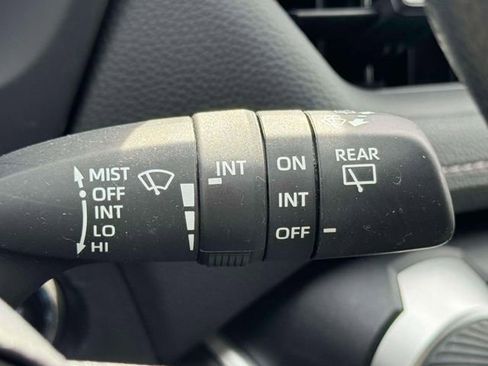 MIST
OFF
INT
LO
HI
INT
ON
INT
OFF
REAR